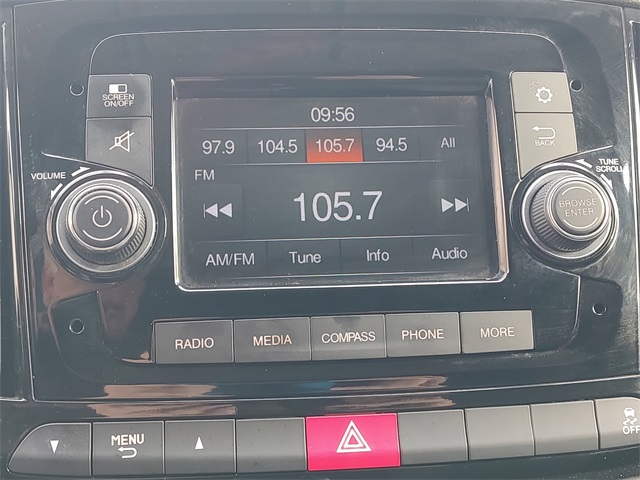 SCREEN
ON/OFF
09:56
97.9 104.5 105.7 94.5 All
BACK
VOLUME
TUNE
SCROLL
FM
105.7
BROWSE
ENTER
AM/FM Tune Info Audio
RADIO MEDIA COMPASS PHONE MORE
MENU
OFF